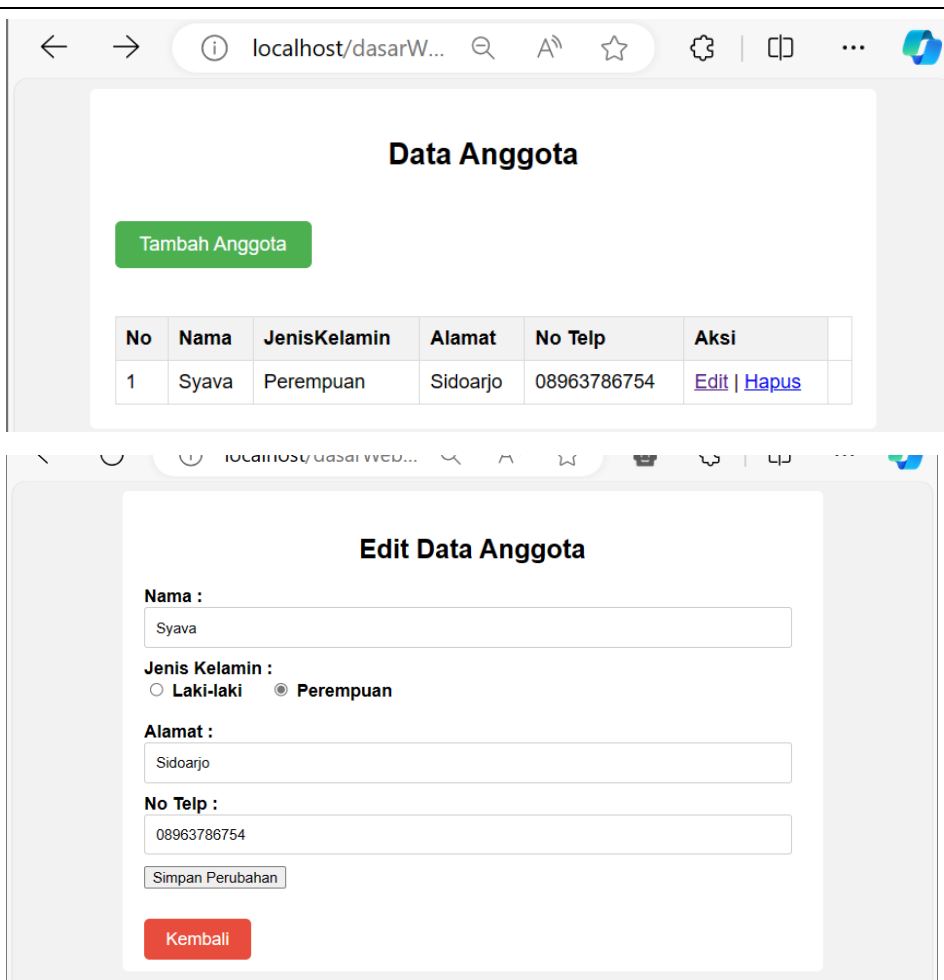 localhost/dasarW...
Data Anggota
Tambah Anggota
No Nama JenisKelamin Alamat No Telp Aksi
1 Syava Perempuan Sidoarjo 08963786754 Edit | Hapus
localhost/dasarWeb...
Edit Data Anggota
Nama :
Syava
Jenis Kelamin :
Laki-laki Perempuan
Alamat :
Sidoarjo
No Telp :
08963786754
Simpan Perubahan
Kembali